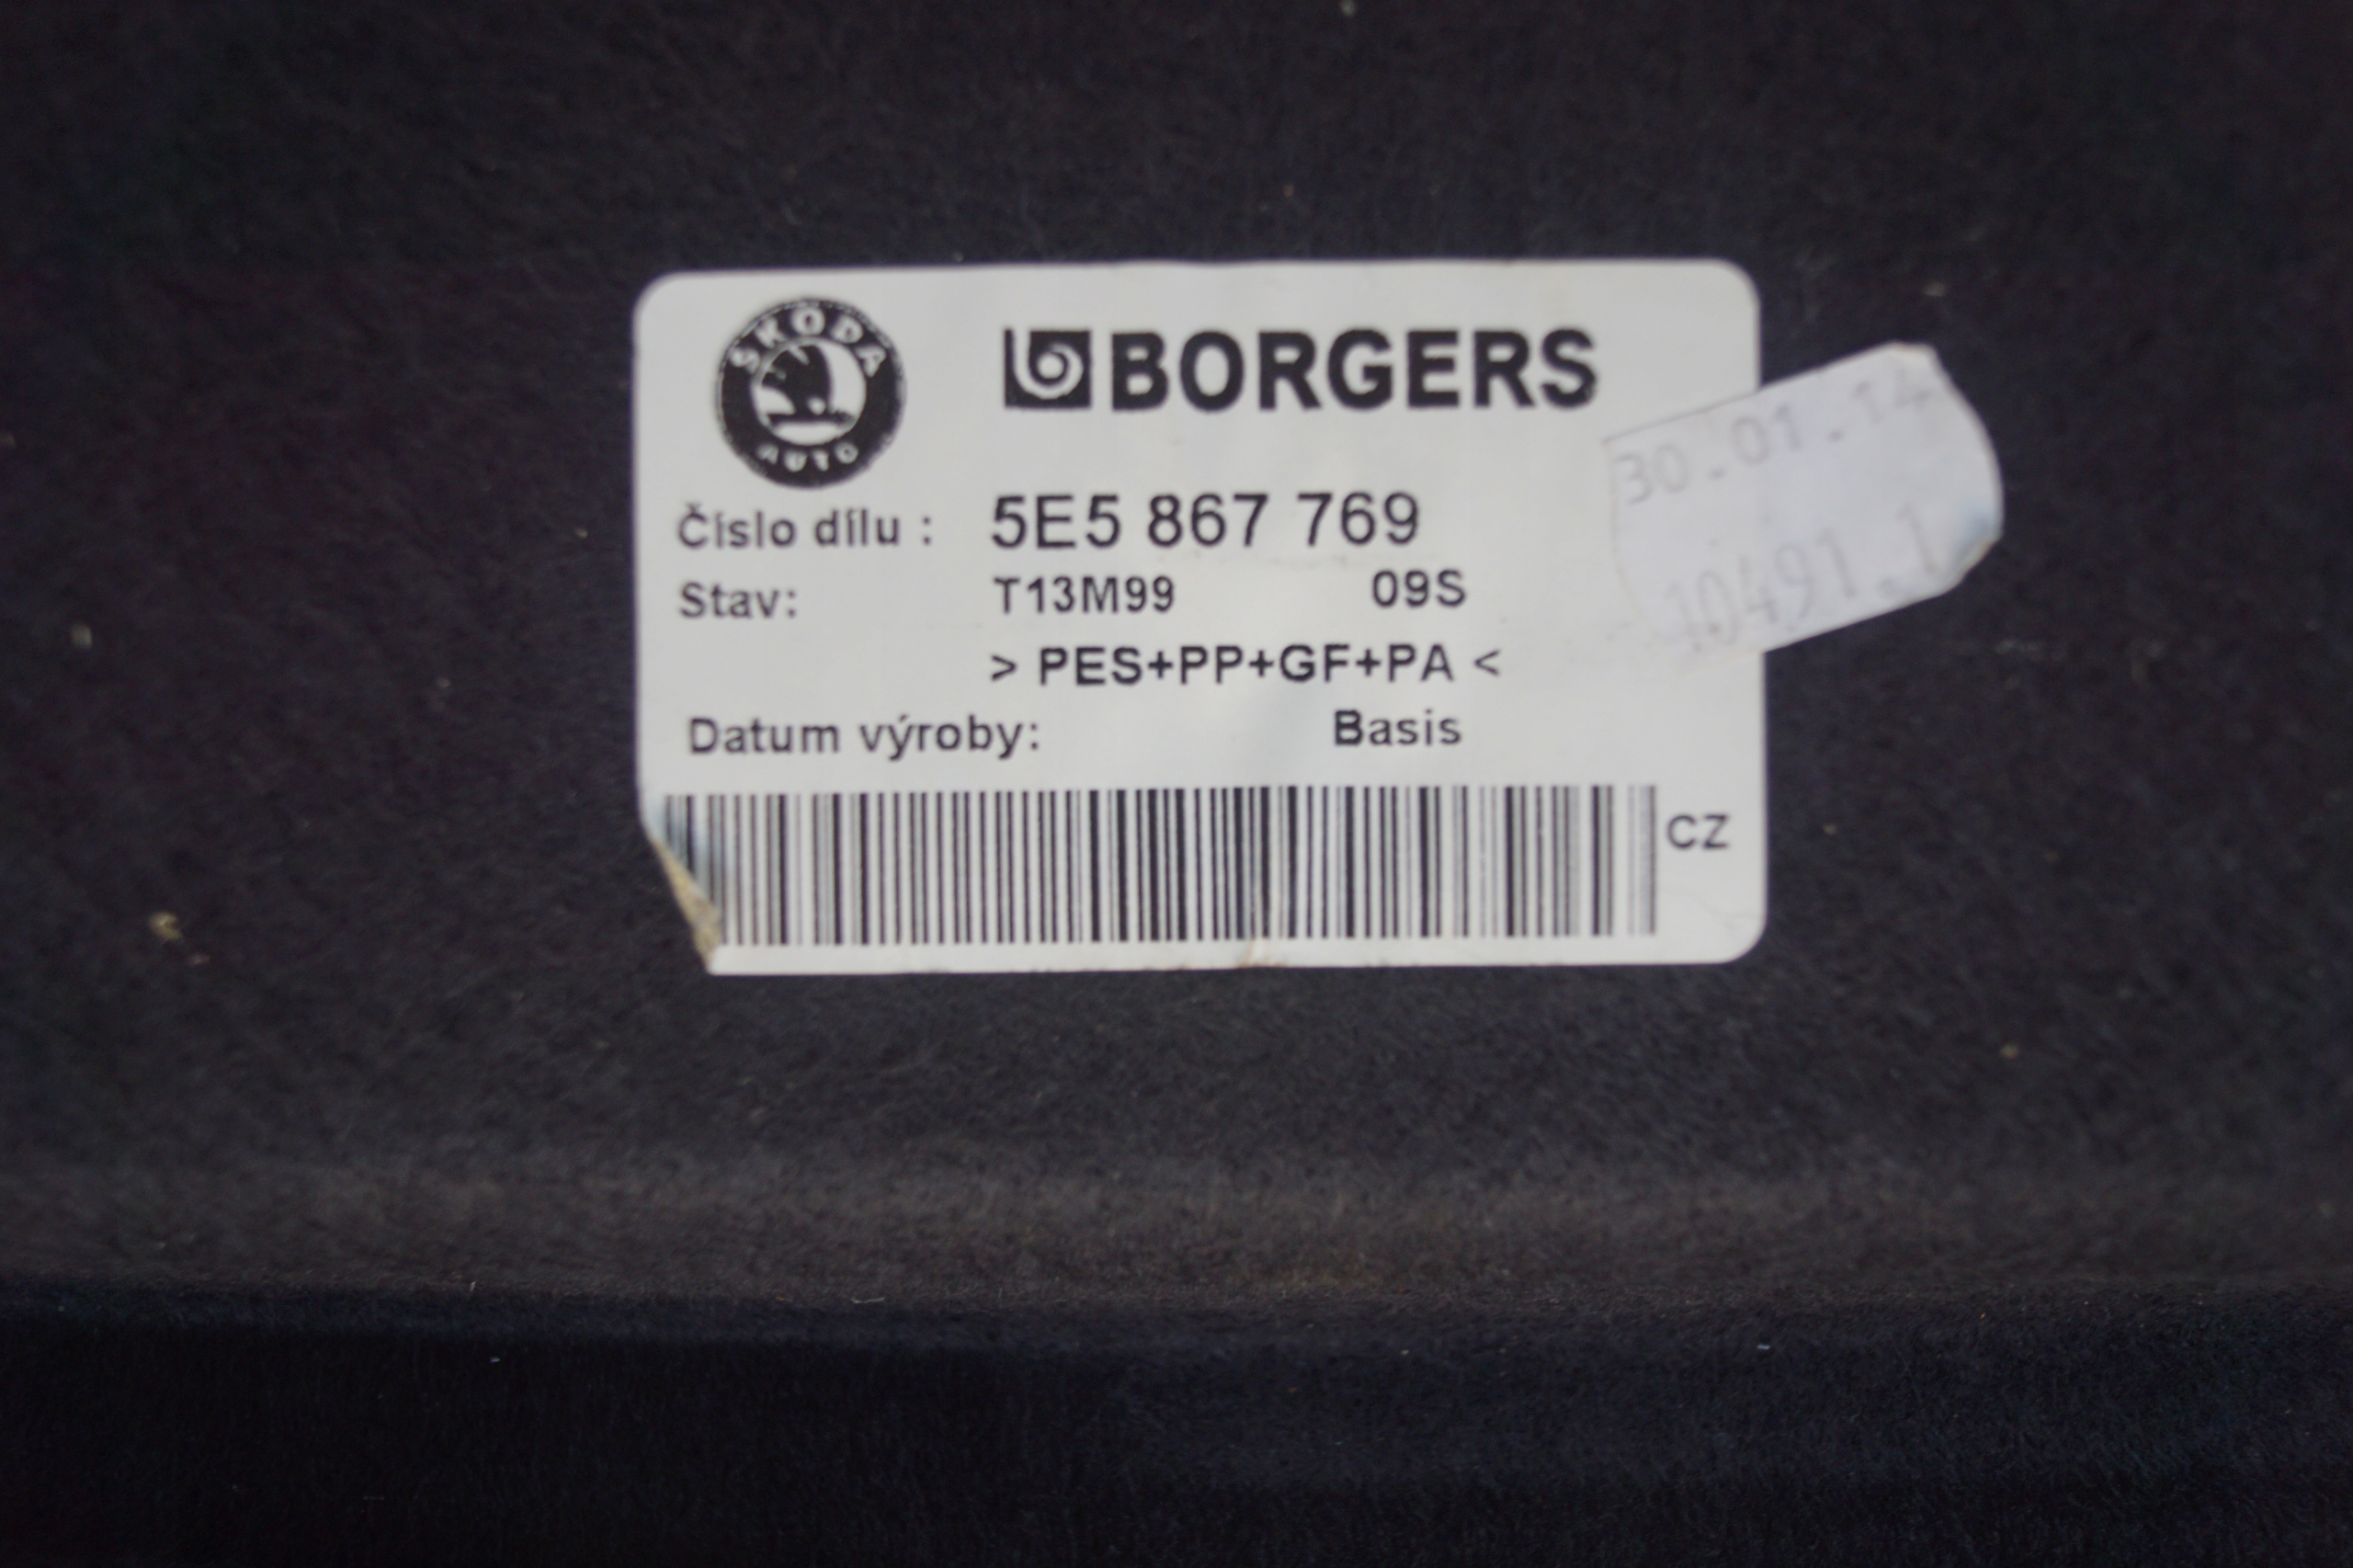 ŠKODA
AUTO
BORGERS
30.01.14
10491.1
Číslo dílu : 5E5 867 769
Stav: T13M99 09S
> PES+PP+GF+PA <
Datum výroby: Basis
CZ